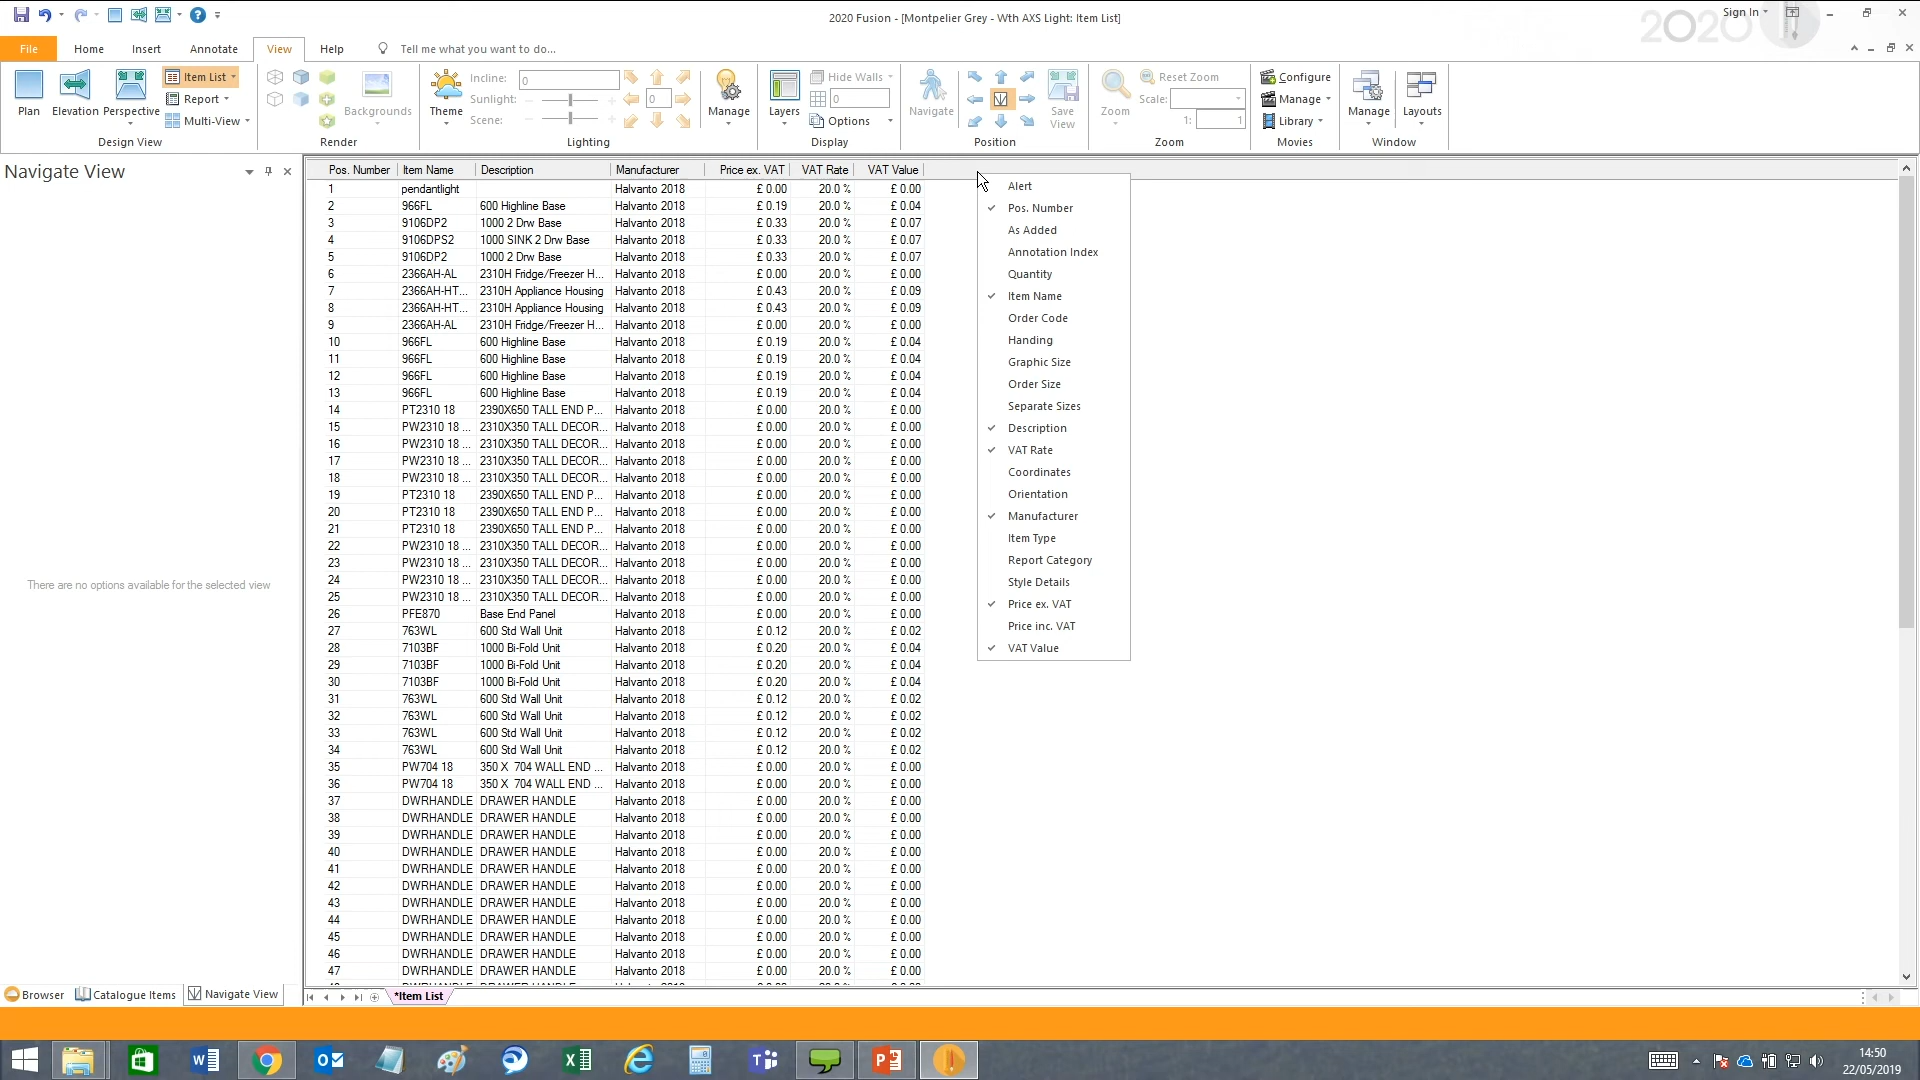 2020 Fusion - [Montpelier Grey - Wth AXS Light: Item List]
Sign In
2020
File Home Insert Annotate View Help Tell me what you want to do...
Plan Elevation Perspective Item List Report Multi-View
Design View
Backgrounds
Render
Theme Incline: 0
Sunlight: 0
Scene:
Manage
Lighting
Layers Hide Walls
0
Options
Display
Navigate Save View
Position
Zoom Reset Zoom
Scale:
1: 1
Zoom
Configure
Manage
Library
Movies
Manage Layouts
Window
Navigate View
There are no options available for the selected view
Browser Catalogue Items Navigate View
Pos. Number Item Name Description Manufacturer Price ex. VAT VAT Rate VAT Value
1 pendantlight Halvanto 2018 £ 0.00 20.0 % £ 0.00
2 966FL 600 Highline Base Halvanto 2018 £ 0.19 20.0 % £ 0.04
3 9106DP2 1000 2 Drw Base Halvanto 2018 £ 0.33 20.0 % £ 0.07
4 9106DPS2 1000 SINK 2 Drw Base Halvanto 2018 £ 0.33 20.0 % £ 0.07
5 9106DP2 1000 2 Drw Base Halvanto 2018 £ 0.33 20.0 % £ 0.07
6 2366AH-AL 2310H Fridge/Freezer H... Halvanto 2018 £ 0.00 20.0 % £ 0.00
7 2366AH-HT... 2310H Appliance Housing Halvanto 2018 £ 0.43 20.0 % £ 0.09
8 2366AH-HT... 2310H Appliance Housing Halvanto 2018 £ 0.43 20.0 % £ 0.09
9 2366AH-AL 2310H Fridge/Freezer H... Halvanto 2018 £ 0.00 20.0 % £ 0.00
10 966FL 600 Highline Base Halvanto 2018 £ 0.19 20.0 % £ 0.04
11 966FL 600 Highline Base Halvanto 2018 £ 0.19 20.0 % £ 0.04
12 966FL 600 Highline Base Halvanto 2018 £ 0.19 20.0 % £ 0.04
13 966FL 600 Highline Base Halvanto 2018 £ 0.19 20.0 % £ 0.04
14 PT2310 18 2390X650 TALL END P... Halvanto 2018 £ 0.00 20.0 % £ 0.00
15 PW2310 18 ... 2310X350 TALL DECOR... Halvanto 2018 £ 0.00 20.0 % £ 0.00
16 PW2310 18 ... 2310X350 TALL DECOR... Halvanto 2018 £ 0.00 20.0 % £ 0.00
17 PW2310 18 ... 2310X350 TALL DECOR... Halvanto 2018 £ 0.00 20.0 % £ 0.00
18 PW2310 18 ... 2310X350 TALL DECOR... Halvanto 2018 £ 0.00 20.0 % £ 0.00
19 PT2310 18 2390X650 TALL END P... Halvanto 2018 £ 0.00 20.0 % £ 0.00
20 PT2310 18 2390X650 TALL END P... Halvanto 2018 £ 0.00 20.0 % £ 0.00
21 PT2310 18 2390X650 TALL END P... Halvanto 2018 £ 0.00 20.0 % £ 0.00
22 PW2310 18 ... 2310X350 TALL DECOR... Halvanto 2018 £ 0.00 20.0 % £ 0.00
23 PW2310 18 ... 2310X350 TALL DECOR... Halvanto 2018 £ 0.00 20.0 % £ 0.00
24 PW2310 18 ... 2310X350 TALL DECOR... Halvanto 2018 £ 0.00 20.0 % £ 0.00
25 PW2310 18 ... 2310X350 TALL DECOR... Halvanto 2018 £ 0.00 20.0 % £ 0.00
26 PFE870 Base End Panel Halvanto 2018 £ 0.00 20.0 % £ 0.00
27 763WL 600 Std Wall Unit Halvanto 2018 £ 0.12 20.0 % £ 0.02
28 7103BF 1000 Bi-Fold Unit Halvanto 2018 £ 0.20 20.0 % £ 0.04
29 7103BF 1000 Bi-Fold Unit Halvanto 2018 £ 0.20 20.0 % £ 0.04
30 7103BF 1000 Bi-Fold Unit Halvanto 2018 £ 0.20 20.0 % £ 0.04
31 763WL 600 Std Wall Unit Halvanto 2018 £ 0.12 20.0 % £ 0.02
32 763WL 600 Std Wall Unit Halvanto 2018 £ 0.12 20.0 % £ 0.02
33 763WL 600 Std Wall Unit Halvanto 2018 £ 0.12 20.0 % £ 0.02
34 763WL 600 Std Wall Unit Halvanto 2018 £ 0.12 20.0 % £ 0.02
35 PW704 18 350 X 704 WALL END ... Halvanto 2018 £ 0.00 20.0 % £ 0.00
36 PW704 18 350 X 704 WALL END ... Halvanto 2018 £ 0.00 20.0 % £ 0.00
37 DWRHANDLE DRAWER HANDLE Halvanto 2018 £ 0.00 20.0 % £ 0.00
38 DWRHANDLE DRAWER HANDLE Halvanto 2018 £ 0.00 20.0 % £ 0.00
39 DWRHANDLE DRAWER HANDLE Halvanto 2018 £ 0.00 20.0 % £ 0.00
40 DWRHANDLE DRAWER HANDLE Halvanto 2018 £ 0.00 20.0 % £ 0.00
41 DWRHANDLE DRAWER HANDLE Halvanto 2018 £ 0.00 20.0 % £ 0.00
42 DWRHANDLE DRAWER HANDLE Halvanto 2018 £ 0.00 20.0 % £ 0.00
43 DWRHANDLE DRAWER HANDLE Halvanto 2018 £ 0.00 20.0 % £ 0.00
44 DWRHANDLE DRAWER HANDLE Halvanto 2018 £ 0.00 20.0 % £ 0.00
45 DWRHANDLE DRAWER HANDLE Halvanto 2018 £ 0.00 20.0 % £ 0.00
46 DWRHANDLE DRAWER HANDLE Halvanto 2018 £ 0.00 20.0 % £ 0.00
47 DWRHANDLE DRAWER HANDLE Halvanto 2018 £ 0.00 20.0 % £ 0.00
Alert
Pos. Number
As Added
Annotation Index
Quantity
Item Name
Order Code
Handing
Graphic Size
Order Size
Separate Sizes
Description
VAT Rate
Coordinates
Orientation
Manufacturer
Item Type
Report Category
Style Details
Price ex. VAT
Price inc. VAT
VAT Value
*Item List
14:50
22/05/2019